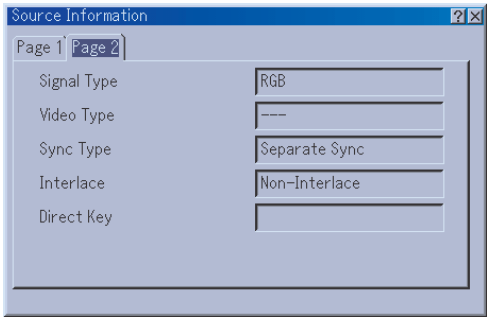 Source Information ? X
Page 1 Page 2
Signal Type RGB
Video Type ---
Sync Type Separate Sync
Interlace Non-Interlace
Direct Key